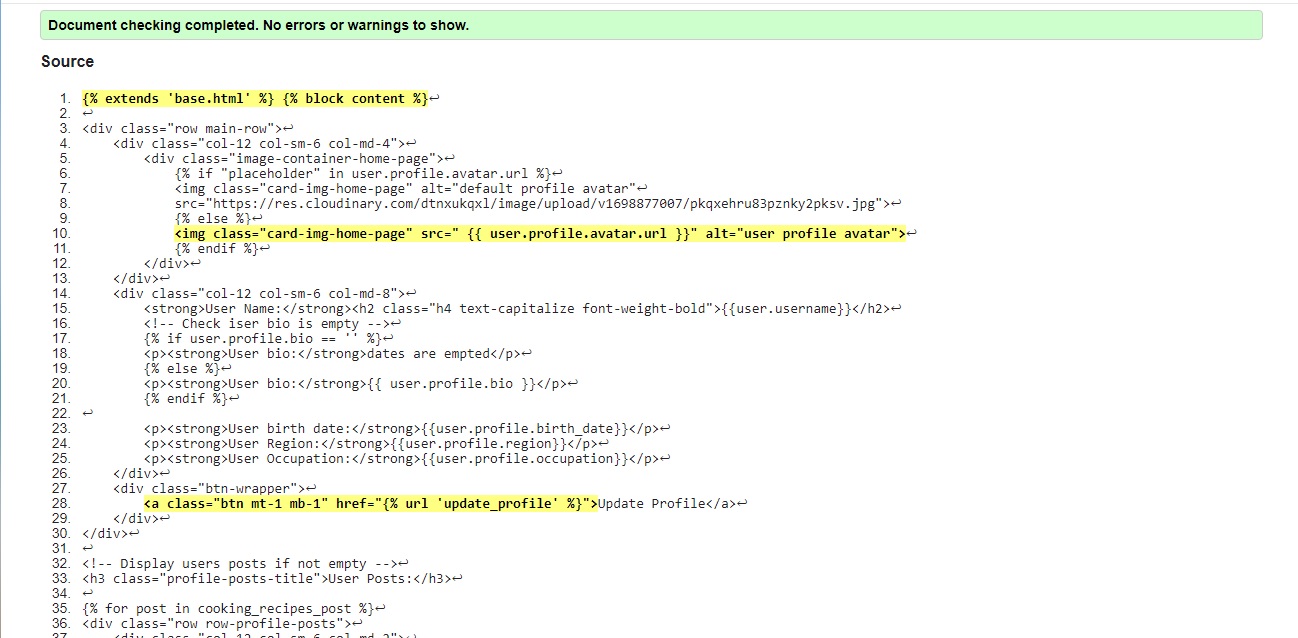 Document checking completed. No errors or warnings to show.
Source
1. {% extends 'base.html' %} {% block content %}↩
2. ↩
3. <div class="row main-row">↩
4. <div class="col-12 col-sm-6 col-md-4">↩
5. <div class="image-container-home-page">↩
6. {% if "placeholder" in user.profile.avatar.url %}↩
7. <img class="card-img-home-page" alt="default profile avatar"↩
8. src="https://res.cloudinary.com/dtnxukqxl/image/upload/v1698877007/pkqxehru83pznky2pksv.jpg">↩
9. {% else %}↩
10. <img class="card-img-home-page" src=" {{ user.profile.avatar.url }}" alt="user profile avatar">↩
11. {% endif %}↩
12. </div>↩
13. </div>↩
14. <div class="col-12 col-sm-6 col-md-8">↩
15. <strong>User Name:</strong><h2 class="h4 text-capitalize font-weight-bold">{{user.username}}</h2>↩
16. <!-- Check iser bio is empty -->↩
17. {% if user.profile.bio == '' %}↩
18. <p><strong>User bio:</strong>dates are empted</p>↩
19. {% else %}↩
20. <p><strong>User bio:</strong>{{ user.profile.bio }}</p>↩
21. {% endif %}↩
22. ↩
23. <p><strong>User birth date:</strong>{{user.profile.birth_date}}</p>↩
24. <p><strong>User Region:</strong>{{user.profile.region}}</p>↩
25. <p><strong>User Occupation:</strong>{{user.profile.occupation}}</p>↩
26. </div>↩
27. <div class="btn-wrapper">↩
28. <a class="btn mt-1 mb-1" href="{% url 'update_profile' %}">Update Profile</a>↩
29. </div>↩
30. </div>↩
31. ↩
32. <!-- Display users posts if not empty -->↩
33. <h3 class="profile-posts-title">User Posts:</h3>↩
34. ↩
35. {% for post in cooking_recipes_post %}↩
36. <div class="row row-profile-posts">↩
37. <div class="col-12 col-sm-6 col-md-2">↩